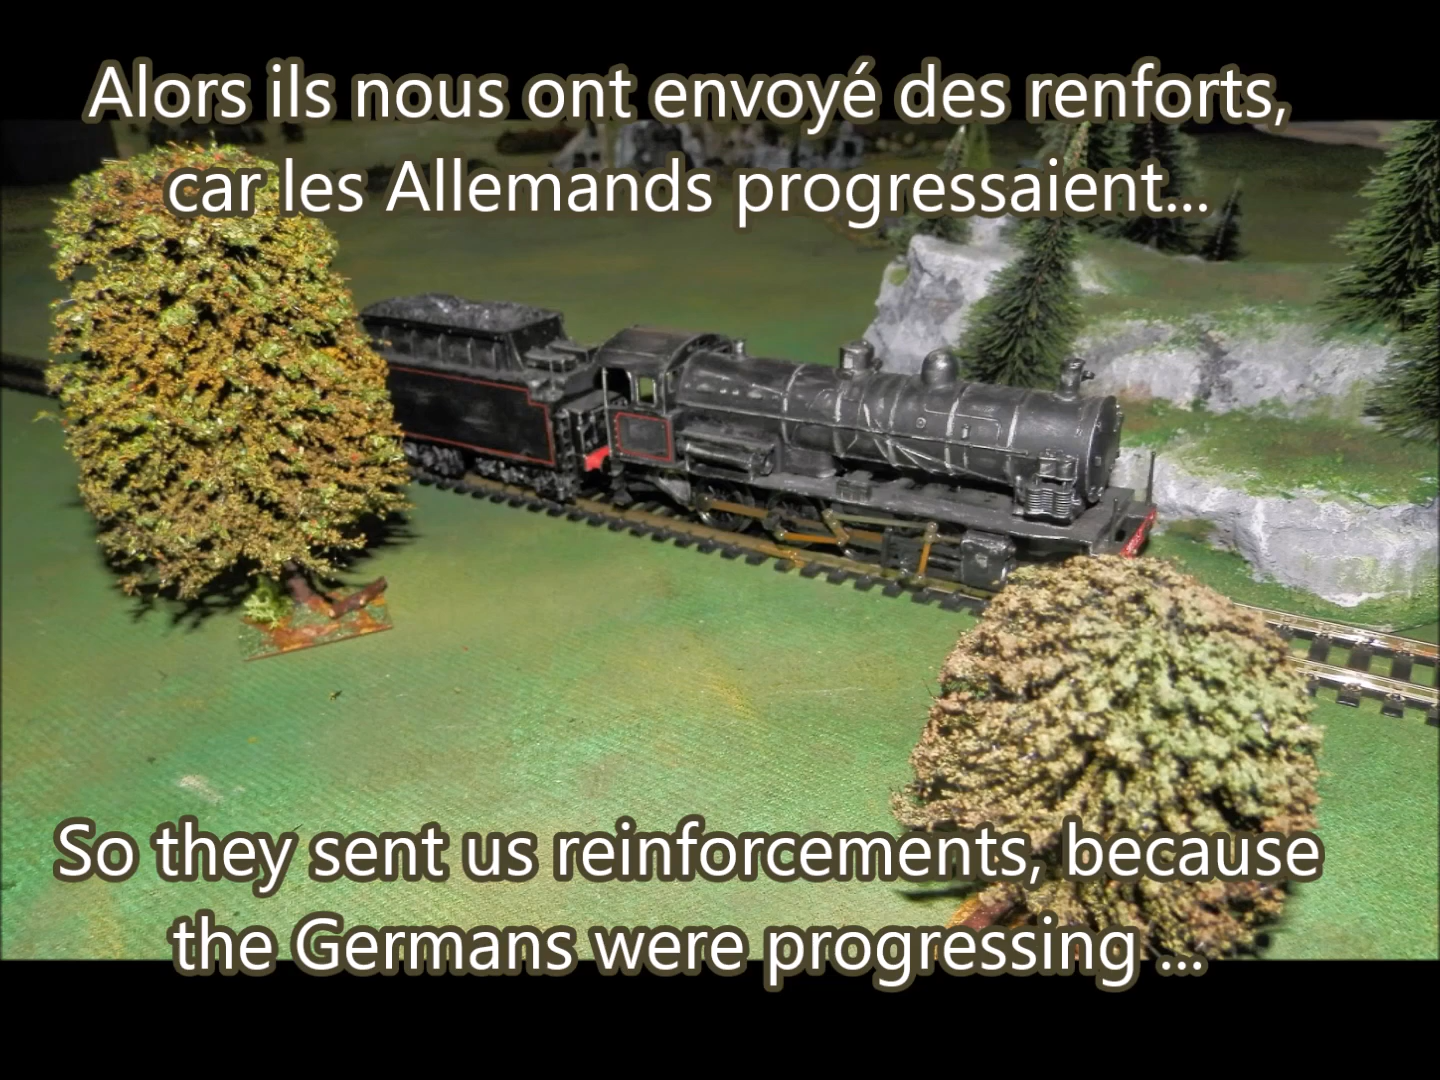 Alors ils nous ont envoyé des renforts,
car les Allemands progressaient...
So they sent us reinforcements, because
the Germans were progressing ...